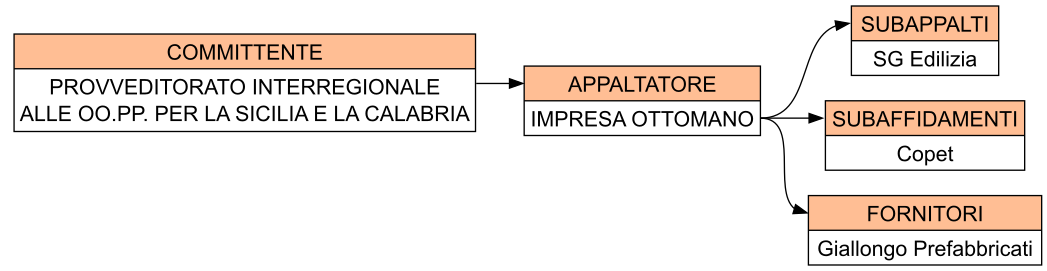 COMMITTENTE
PROVVEDITORATO INTERREGIONALE
ALLE OO.PP. PER LA SICILIA E LA CALABRIA
APPALTATORE
IMPRESA OTTOMANO
SUBAPPALTI
SG Edilizia
SUBAFFIDAMENTI
Copet
FORNITORI
Giallongo Prefabbricati